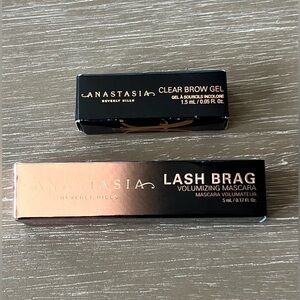 ANASTASIA
BEVERLY HILLS
CLEAR BROW GEL
GEL À SOURCILS INCOLORE
1.5 mL / 0.05 Fl. Oz.
ANASTASIA
BEVERLY HILLS
LASH BRAG
VOLUMIZING MASCARA
MASCARA VOLUMATEUR
5 mL / 0.17 Fl. Oz.